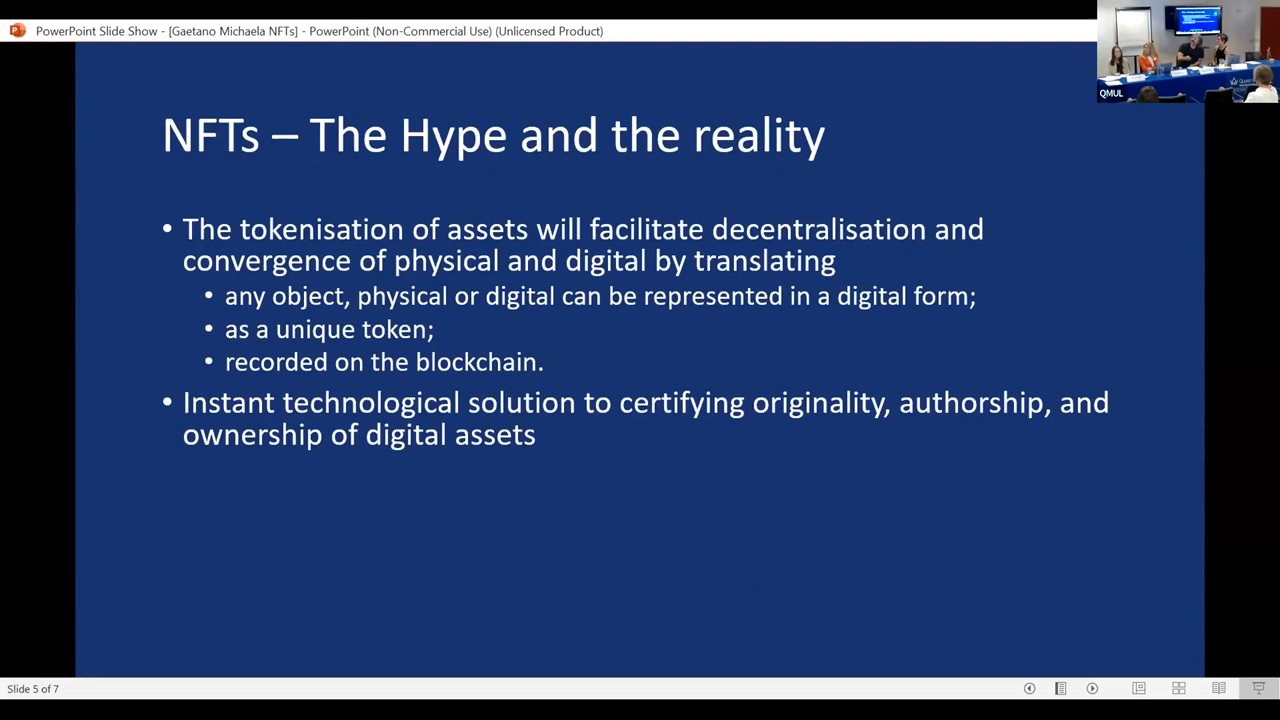 PowerPoint Slide Show - [Gaetano Michaela NFTs] - PowerPoint (Non-Commercial Use) (Unlicensed Product)
QMUL
NFTs – The Hype and the reality
• The tokenisation of assets will facilitate decentralisation and
convergence of physical and digital by translating
• any object, physical or digital can be represented in a digital form;
• as a unique token;
• recorded on the blockchain.
• Instant technological solution to certifying originality, authorship, and
ownership of digital assets
Slide 5 of 7